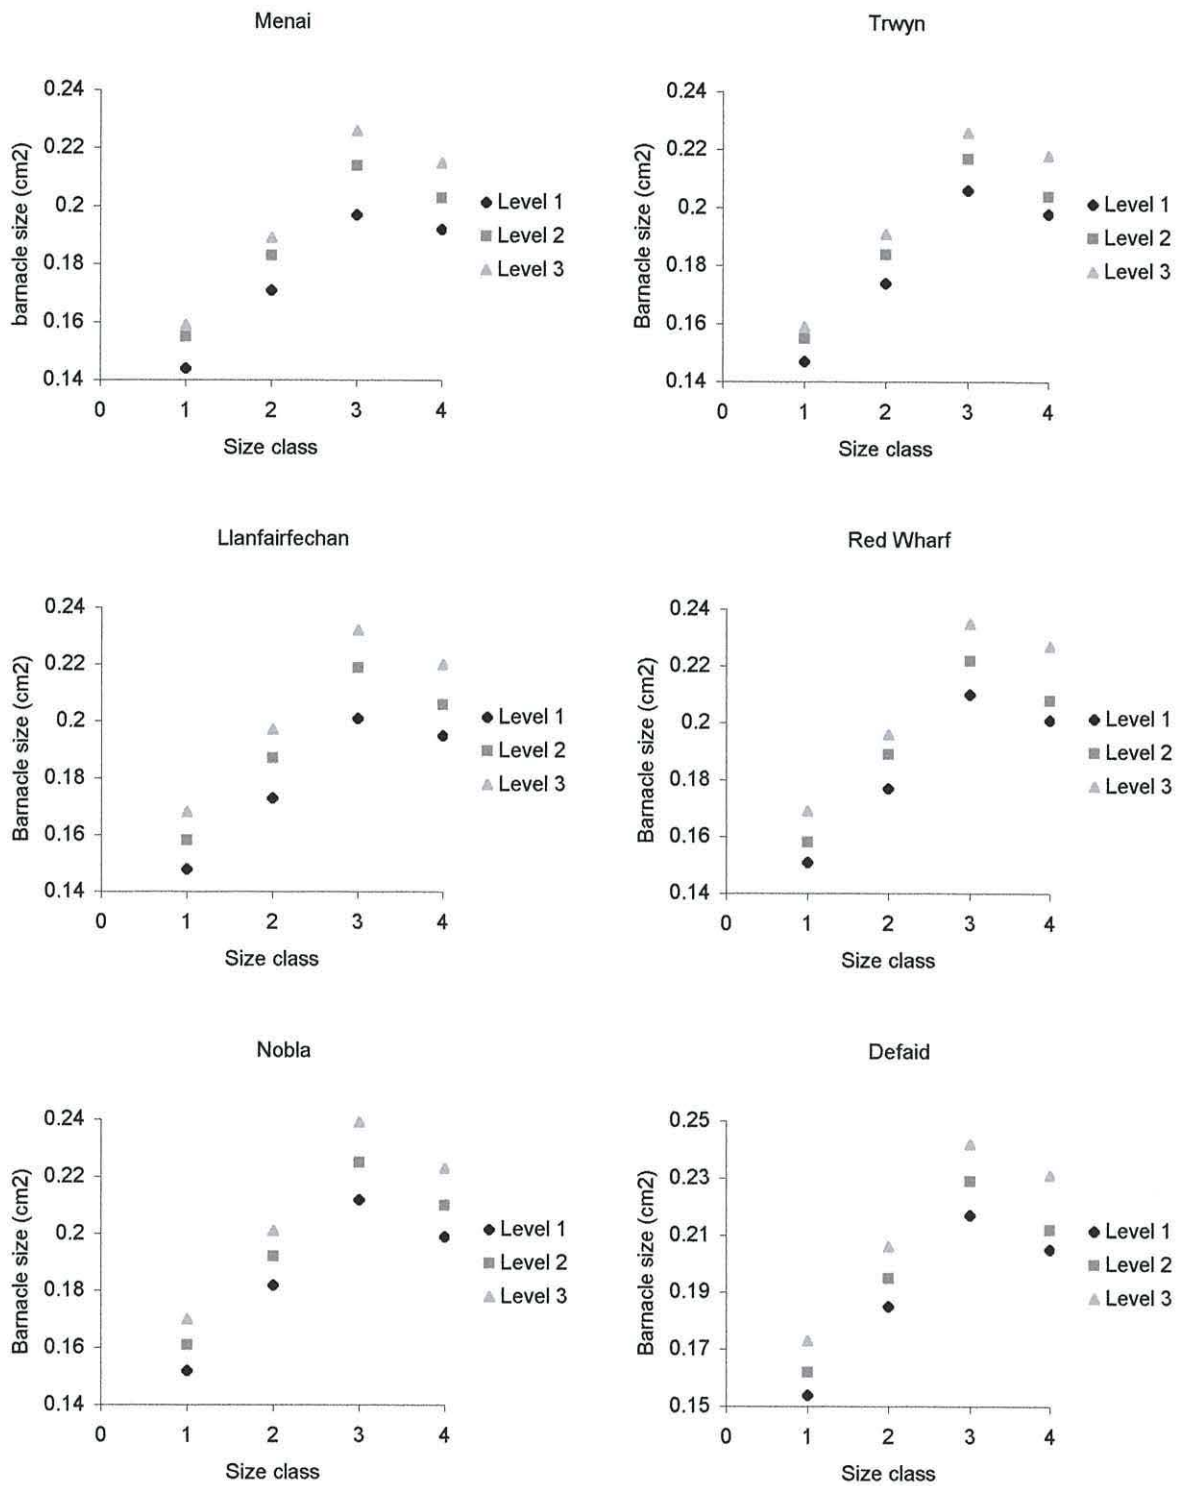 Menai
barnacle size (cm2)
0.24
0.22
0.2
0.18
0.16
0.14
0 1 2 3 4
Size class
Level 1
Level 2
Level 3
Trwyn
Barnacle size (cm2)
0.24
0.22
0.2
0.18
0.16
0.14
0 1 2 3 4
Size class
Level 1
Level 2
Level 3
Llanfairfechan
Barnacle size (cm2)
0.24
0.22
0.2
0.18
0.16
0.14
0 1 2 3 4
Size class
Level 1
Level 2
Level 3
Red Wharf
Barnacle size (cm2)
0.24
0.22
0.2
0.18
0.16
0.14
0 1 2 3 4
Size class
Level 1
Level 2
Level 3
Nobla
Barnacle size (cm2)
0.24
0.22
0.2
0.18
0.16
0.14
0 1 2 3 4
Size class
Level 1
Level 2
Level 3
Defaid
Barnacle size (cm2)
0.25
0.23
0.21
0.19
0.17
0.15
0 1 2 3 4
Size class
Level 1
Level 2
Level 3